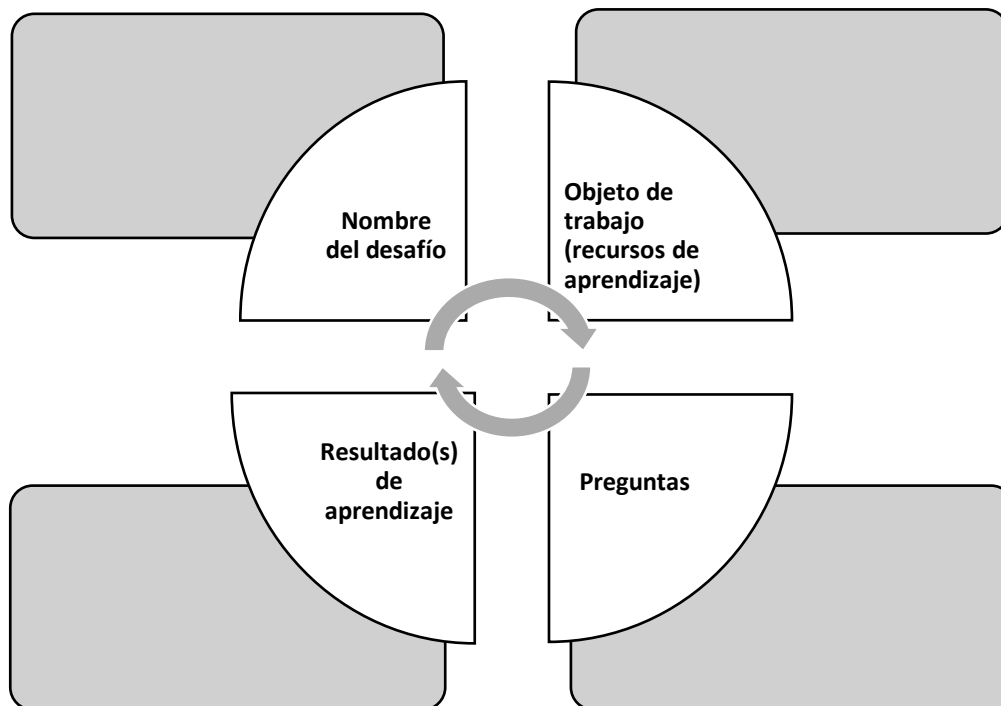 Nombre
del desafío
Objeto de
trabajo
(recursos de
aprendizaje)
Resultado(s)
de
aprendizaje
Preguntas